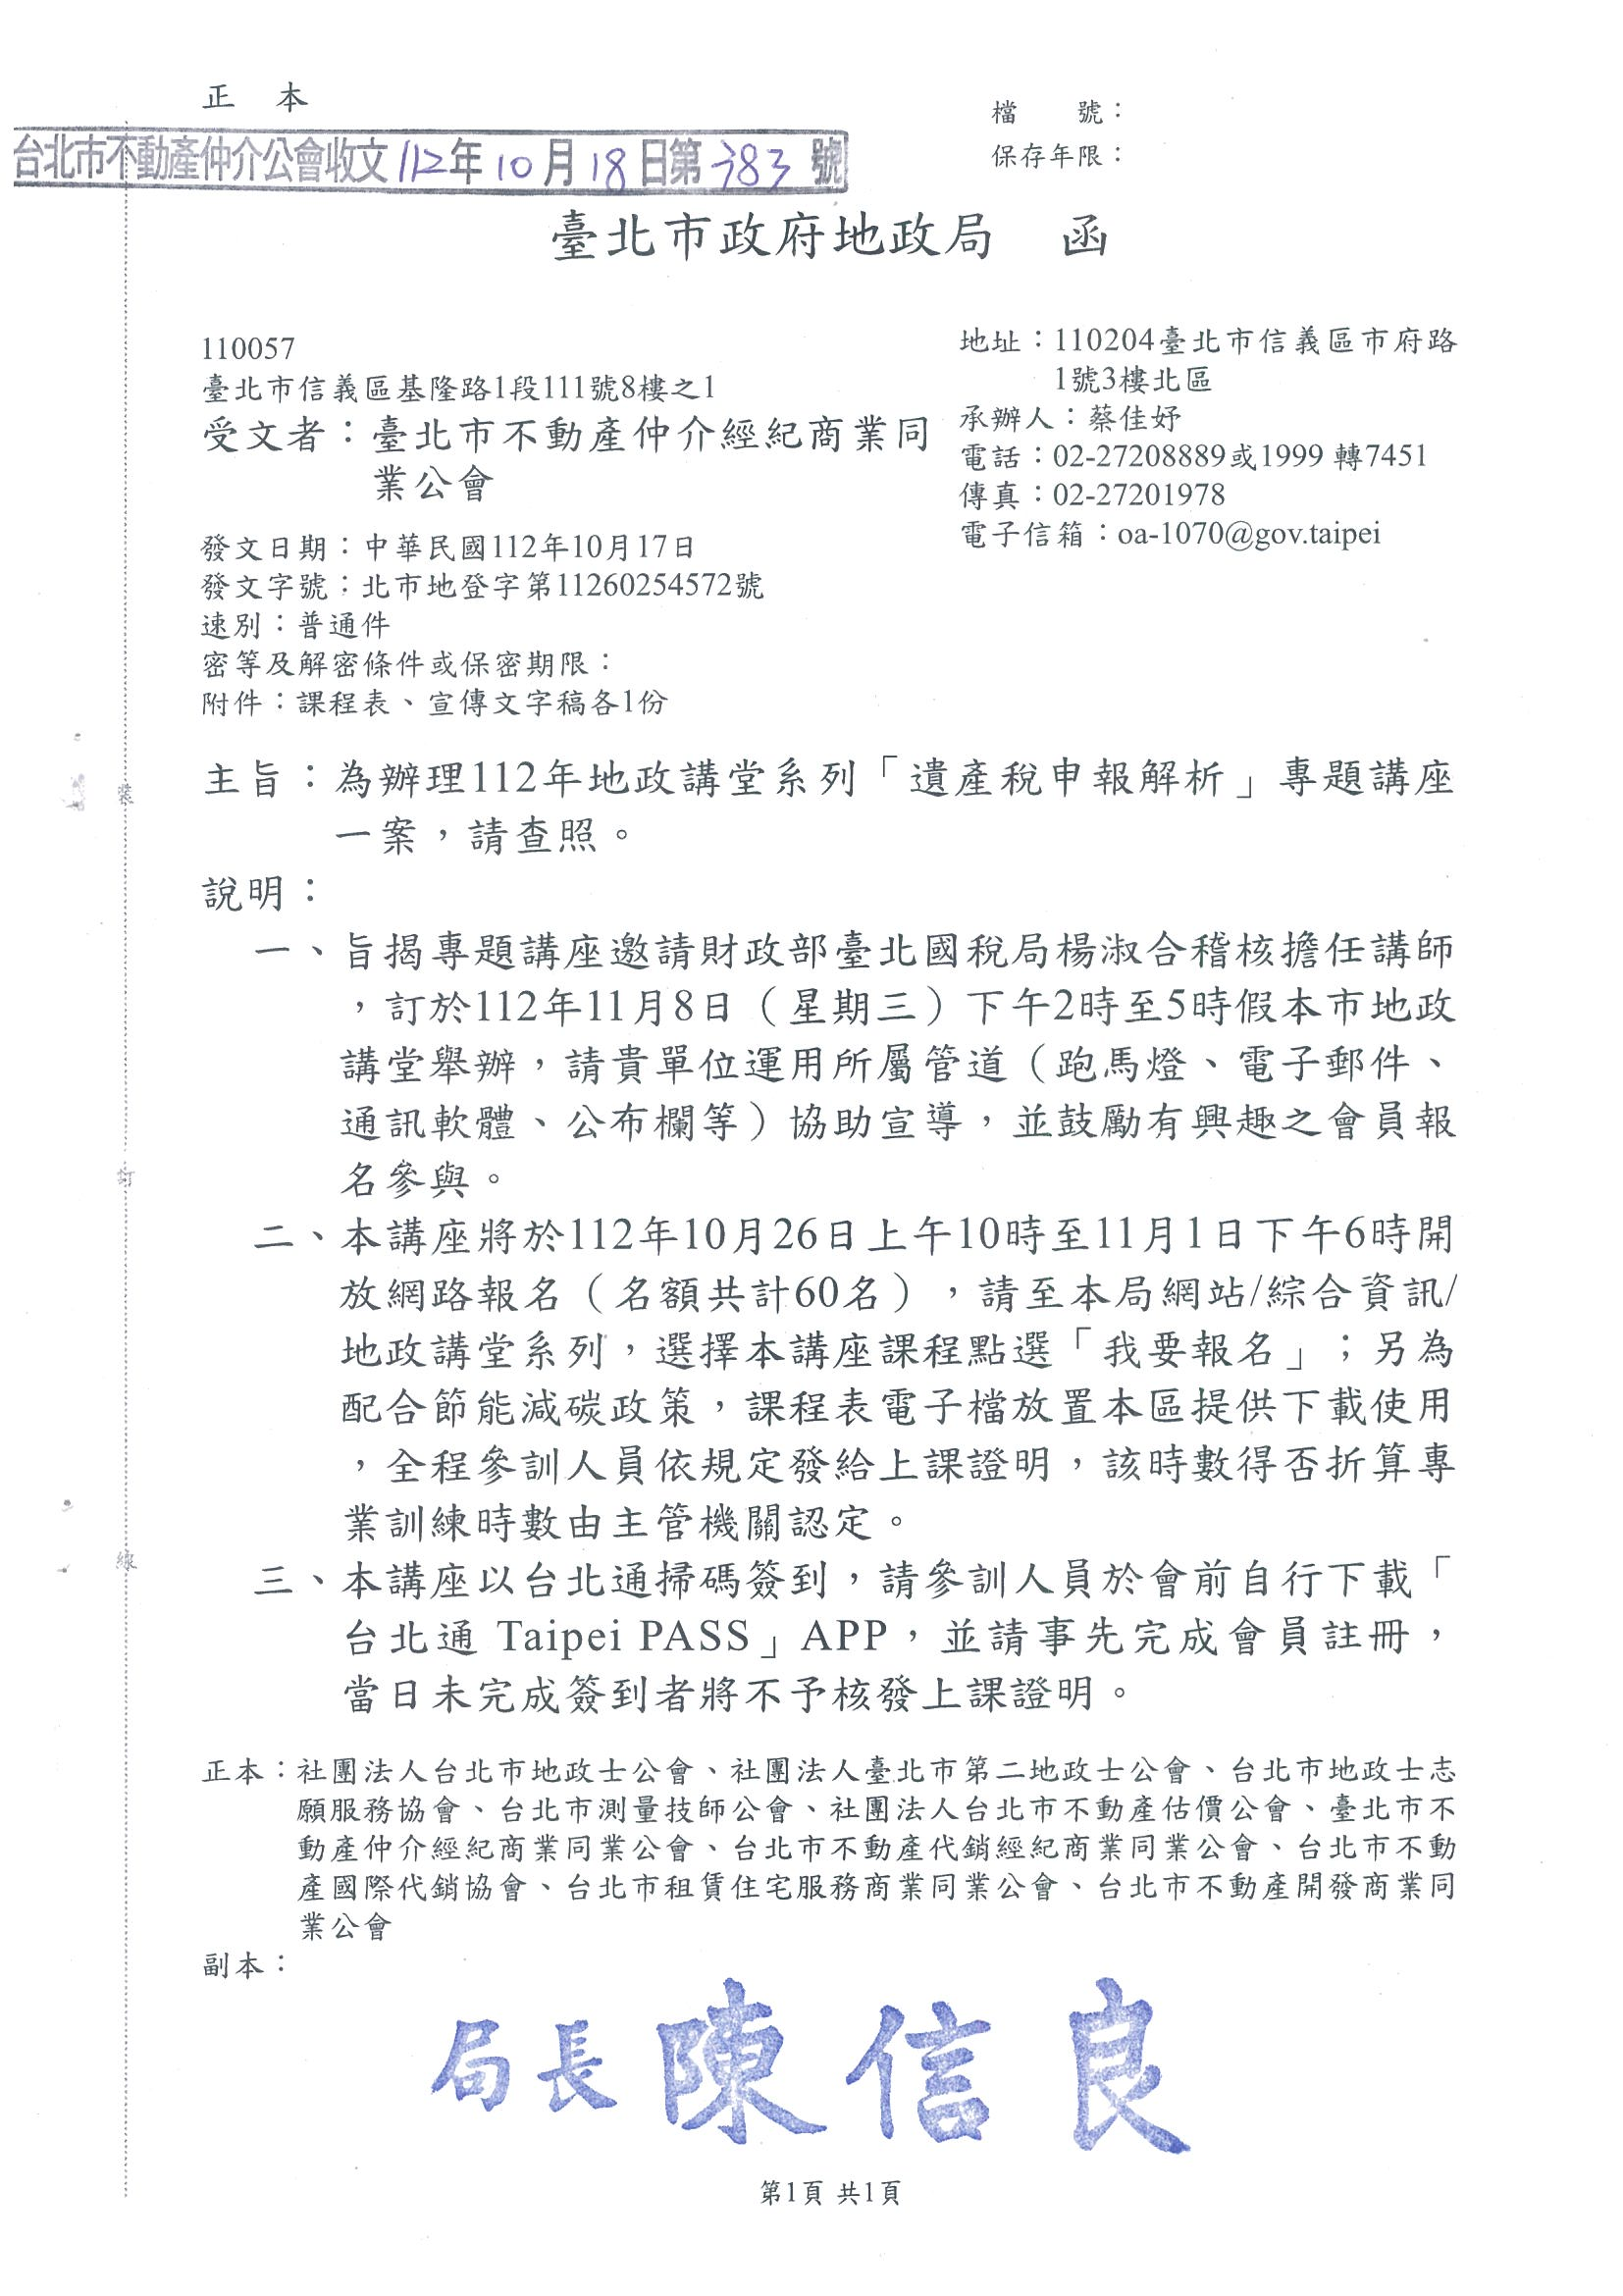 正　本
檔　　號：
保存年限：
台北市不動產仲介公會收文112年10月18日第383號
臺北市政府地政局　函
110057
臺北市信義區基隆路1段111號8樓之1
受文者：臺北市不動產仲介經紀商業同
業公會
地址：110204臺北市信義區市府路
1號3樓北區
承辦人：蔡佳妤
電話：02-27208889或1999 轉7451
傳真：02-27201978
電子信箱：oa-1070@gov.taipei
發文日期：中華民國112年10月17日
發文字號：北市地登字第11260254572號
速別：普通件
密等及解密條件或保密期限：
附件：課程表、宣傳文字稿各1份
主旨：為辦理112年地政講堂系列「遺產稅申報解析」專題講座
一案，請查照。
說明：
一、旨揭專題講座邀請財政部臺北國稅局楊淑合稽核擔任講師
，訂於112年11月8日（星期三）下午2時至5時假本市地政
講堂舉辦，請貴單位運用所屬管道（跑馬燈、電子郵件、
通訊軟體、公布欄等）協助宣導，並鼓勵有興趣之會員報
名參與。
二、本講座將於112年10月26日上午10時至11月1日下午6時開
放網路報名（名額共計60名），請至本局網站/綜合資訊/
地政講堂系列，選擇本講座課程點選「我要報名」；另為
配合節能減碳政策，課程表電子檔放置本區提供下載使用
，全程參訓人員依規定發給上課證明，該時數得否折算專
業訓練時數由主管機關認定。
三、本講座以台北通掃碼簽到，請參訓人員於會前自行下載「
台北通 Taipei PASS」APP，並請事先完成會員註冊，
當日未完成簽到者將不予核發上課證明。
正本：社團法人台北市地政士公會、社團法人臺北市第二地政士公會、台北市地政士志
願服務協會、台北市測量技師公會、社團法人台北市不動產估價公會、臺北市不
動產仲介經紀商業同業公會、台北市不動產代銷經紀商業同業公會、台北市不動
產國際代銷協會、台北市租賃住宅服務商業同業公會、台北市不動產開發商業同
業公會
副本：
局長 陳信良
第1頁 共1頁
裝
訂
線